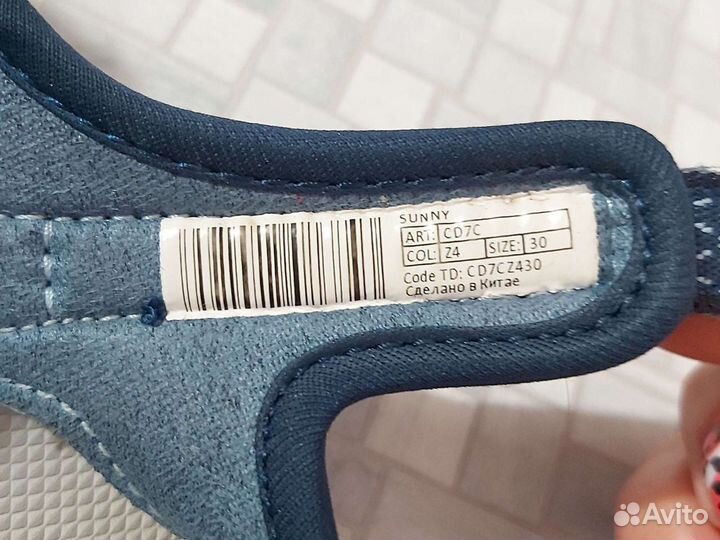 SUNNY
ART: CD7C
COL: Z4 SIZE: 30
Code TD: CD7CZ430
Сделано в Китае
Avito